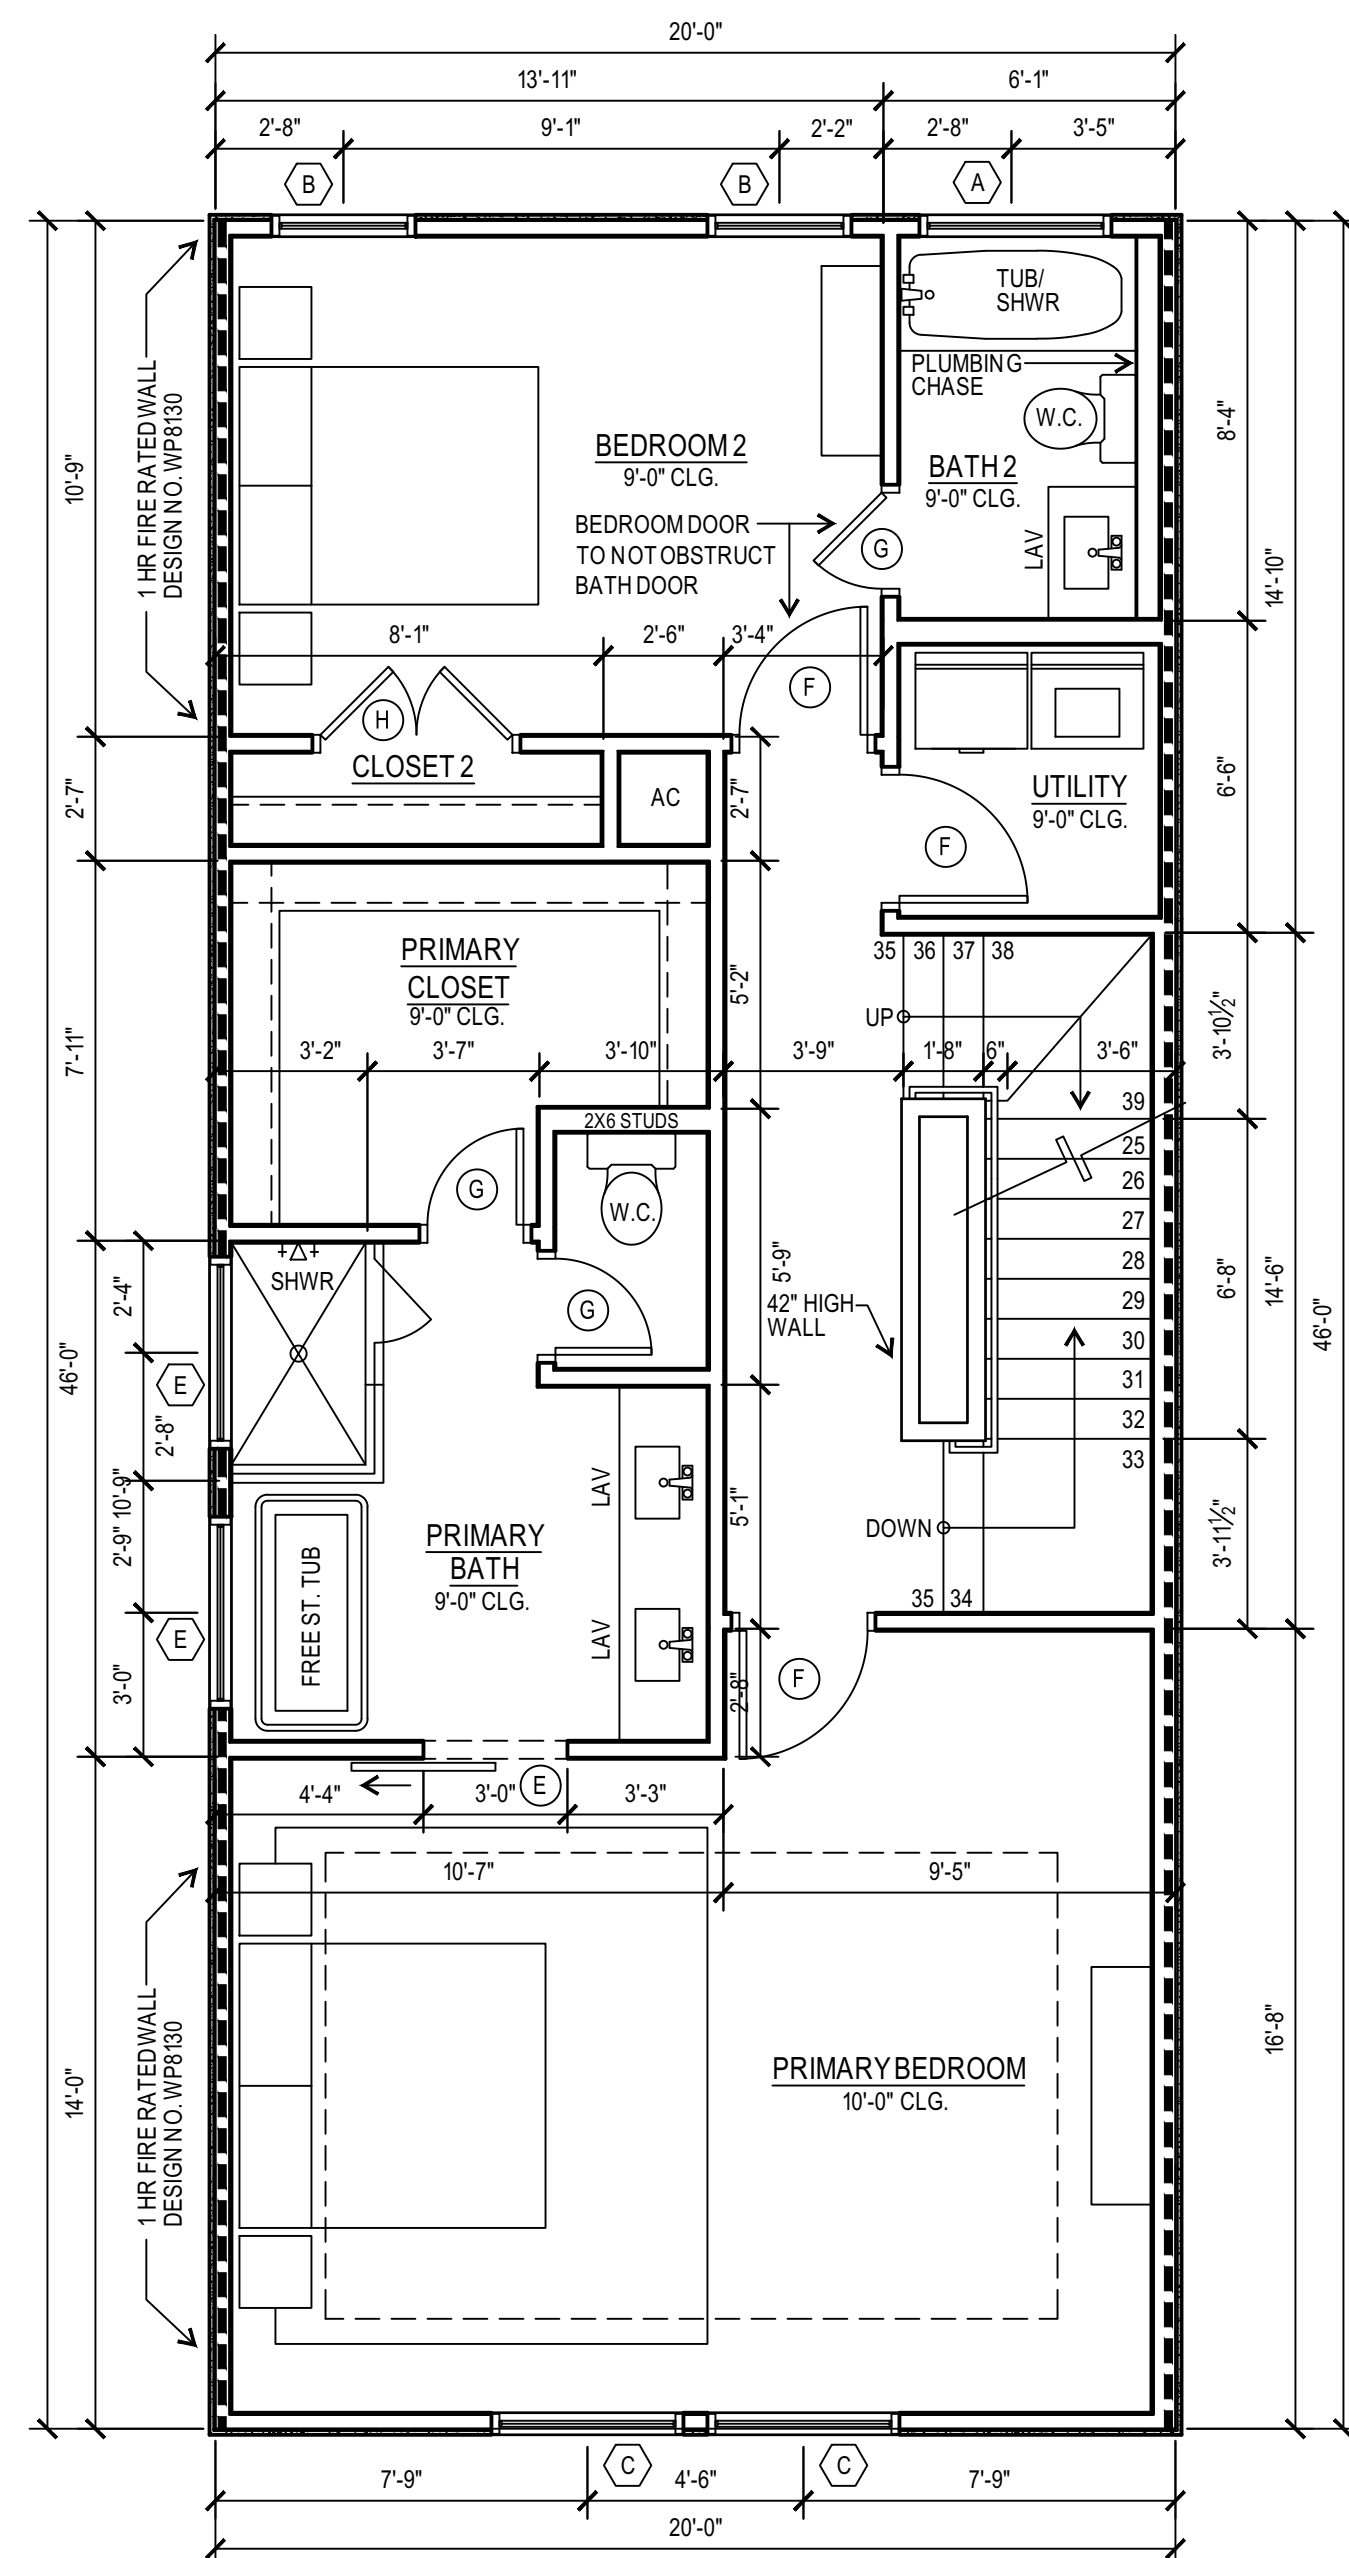 20'-0"
13'-11" 6'-1"
2'-8" 9'-1" 2'-2" 2'-8" 3'-5"
B B A
TUB/
SHWR
PLUMBING
CHASE
W.C.
1 HR FIRE RATED WALL
DESIGN NO. WP8130
10'-9"
8'-4"
BEDROOM 2
9'-0" CLG.
BATH 2
9'-0" CLG.
BEDROOM DOOR
TO NOT OBSTRUCT
BATH DOOR
G
LAV
14'-10"
8'-1" 2'-6" 3'-4"
F
H
CLOSET 2
AC
2'-7"
2'-7"
UTILITY
9'-0" CLG.
6'-6"
F
PRIMARY
CLOSET
9'-0" CLG.
5'-2"
35 36 37 38
UP
3'-10½"
7'-11"
3'-2" 3'-7" 3'-10" 3'-9" 1'-8" 6" 3'-6"
39
2X6 STUDS
25
26
27
28
29
30
31
32
33
G
W.C.
SHWR
G
5'-9"
42" HIGH
WALL
6'-8"
14'-6"
46'-0"
46'-0"
2'-4"
E
2'-8"
10'-9"
2'-9"
E
3'-0"
LAV
5'-1"
DOWN
3'-11½"
PRIMARY
BATH
9'-0" CLG.
FREE ST. TUB
LAV
35 34
F
2'-8"
4'-4" 3'-0" E 3'-3"
10'-7" 9'-5"
1 HR FIRE RATED WALL
DESIGN NO. WP8130
14'-0"
16'-8"
PRIMARY BEDROOM
10'-0" CLG.
C C
7'-9" 4'-6" 7'-9"
20'-0"